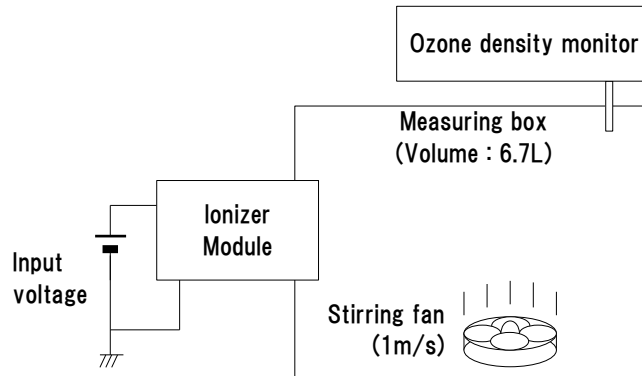 Ozone density monitor
Measuring box
(Volume : 6.7L)
Ionizer
Module
Input
voltage
Stirring fan
(1m/s)